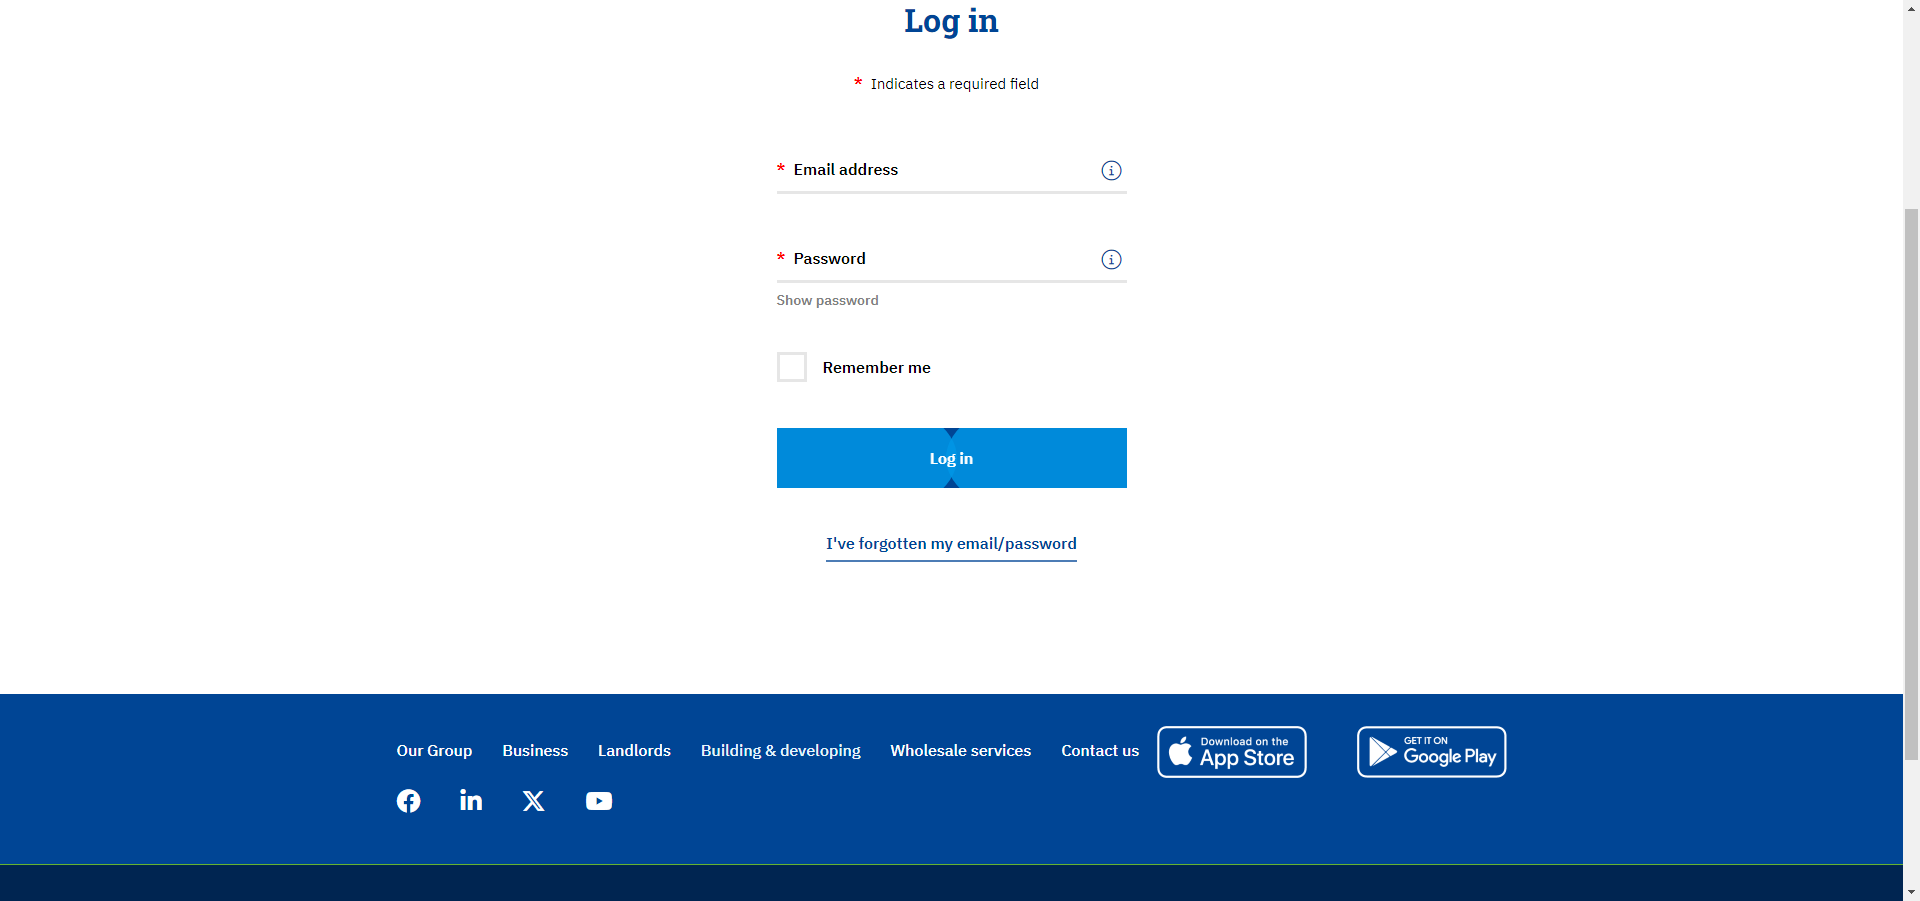 Log in
* Indicates a required field
* Email address
* Password
Show password
Remember me
Log in
I've forgotten my email/password
Our Group Business Landlords Building & developing Wholesale services Contact us
Download on the
App Store
GET IT ON
Google Play